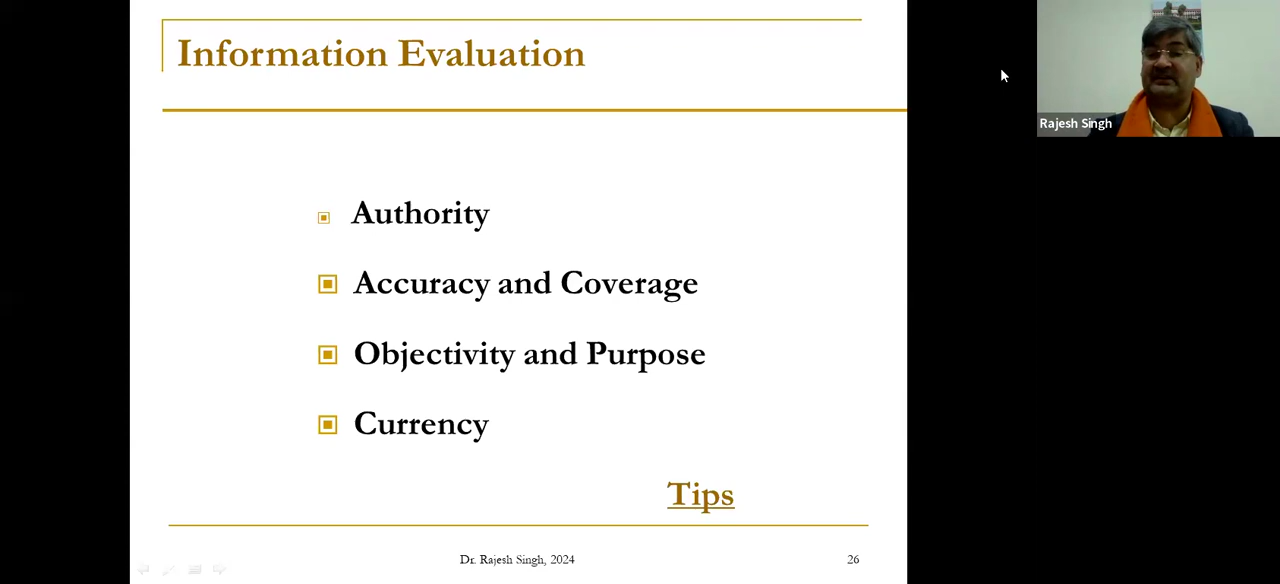 Information Evaluation
Authority
Accuracy and Coverage
Objectivity and Purpose
Currency
Tips
Dr. Rajesh Singh, 2024
26
Rajesh Singh